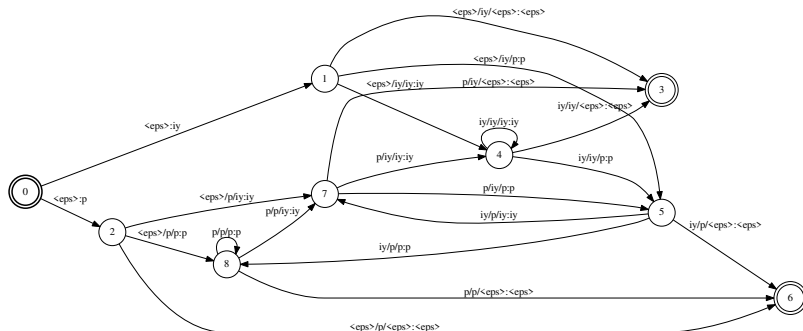 <eps>/iy/<eps>:<eps>
<eps>/iy/p:p
1
<eps>/iy/iy:iy
p/iy/<eps>:<eps>
3
iy/iy/<eps>:<eps>
<eps>:iy
iy/iy/iy:iy
4
p/iy/iy:iy
iy/iy/p:p
0
<eps>:p
<eps>/p/iy:iy
7
p/iy/p:p
p/p/iy:iy
iy/p/iy:iy
5
iy/p/<eps>:<eps>
2
<eps>/p/p:p
p/p/p:p
iy/p/p:p
8
p/p/<eps>:<eps>
6
<eps>/p/<eps>:<eps>